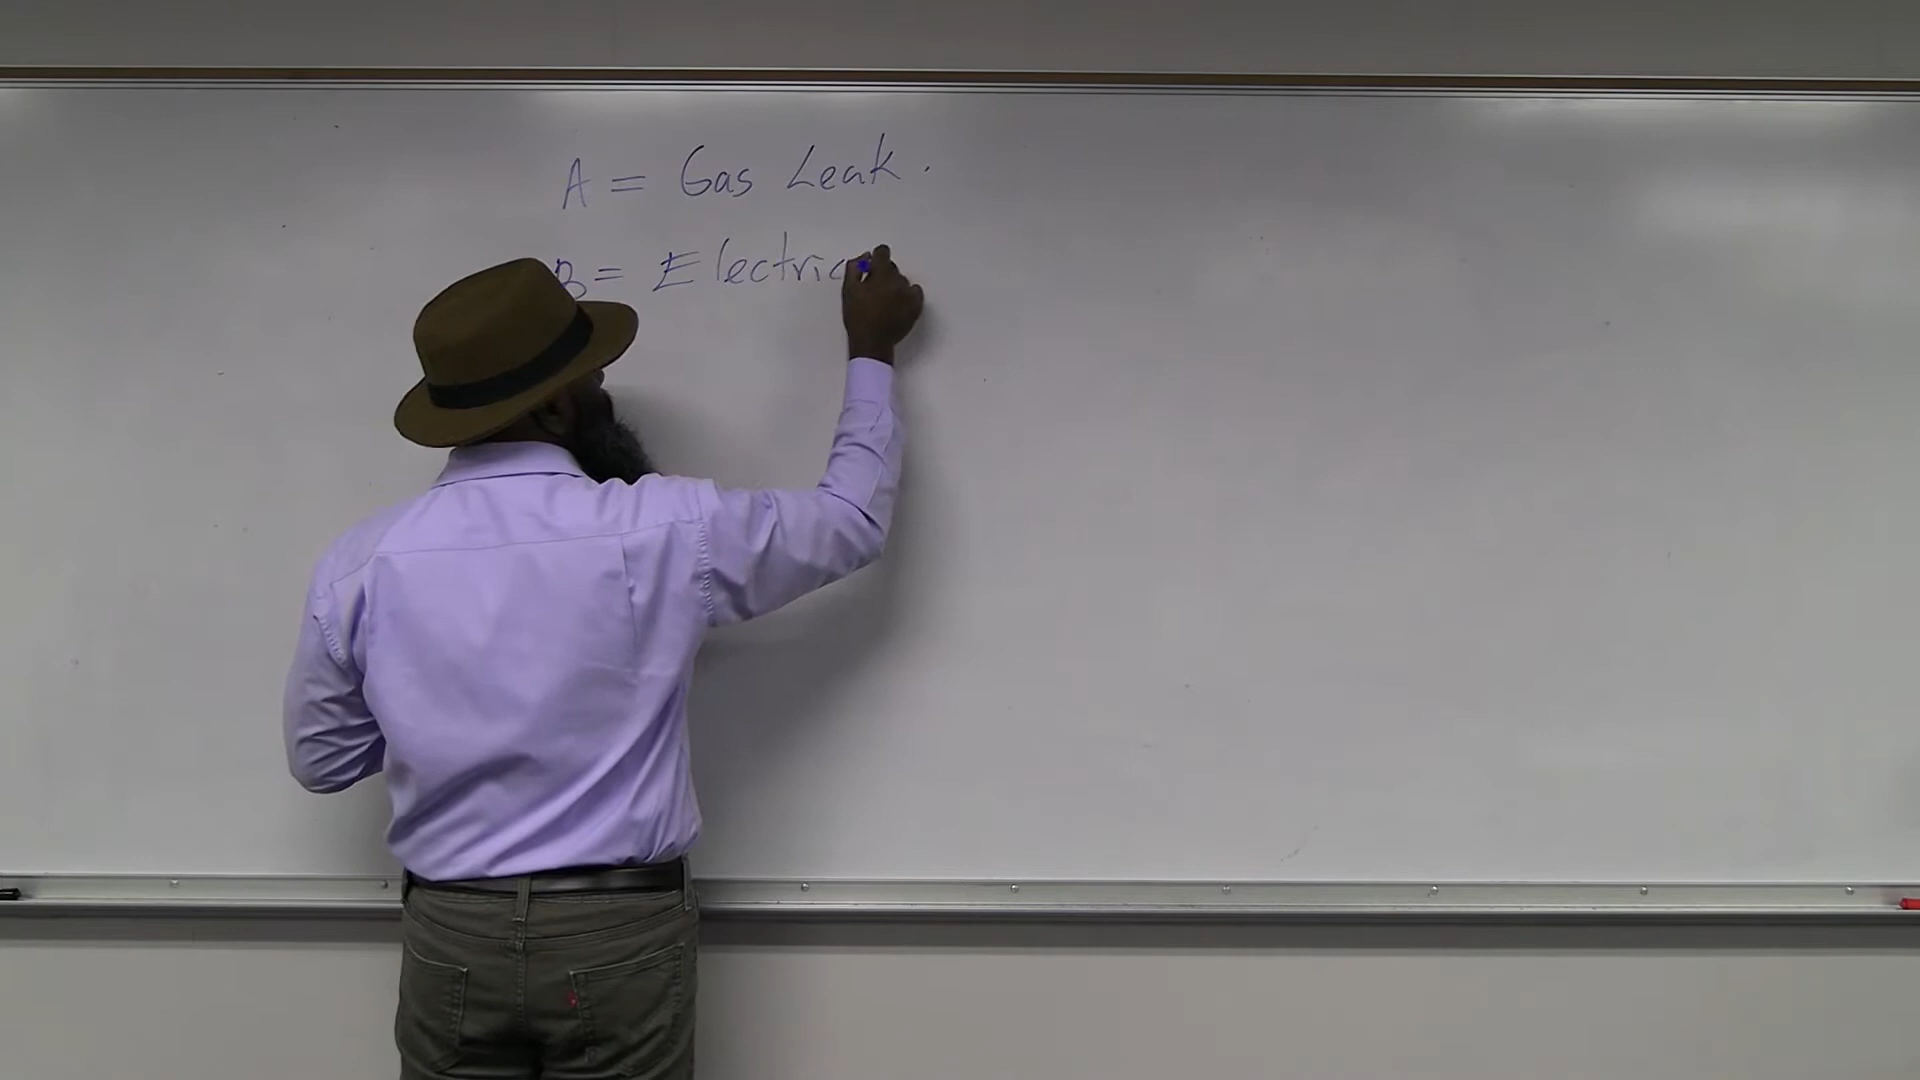 A = Gas Leak.
B = Electric